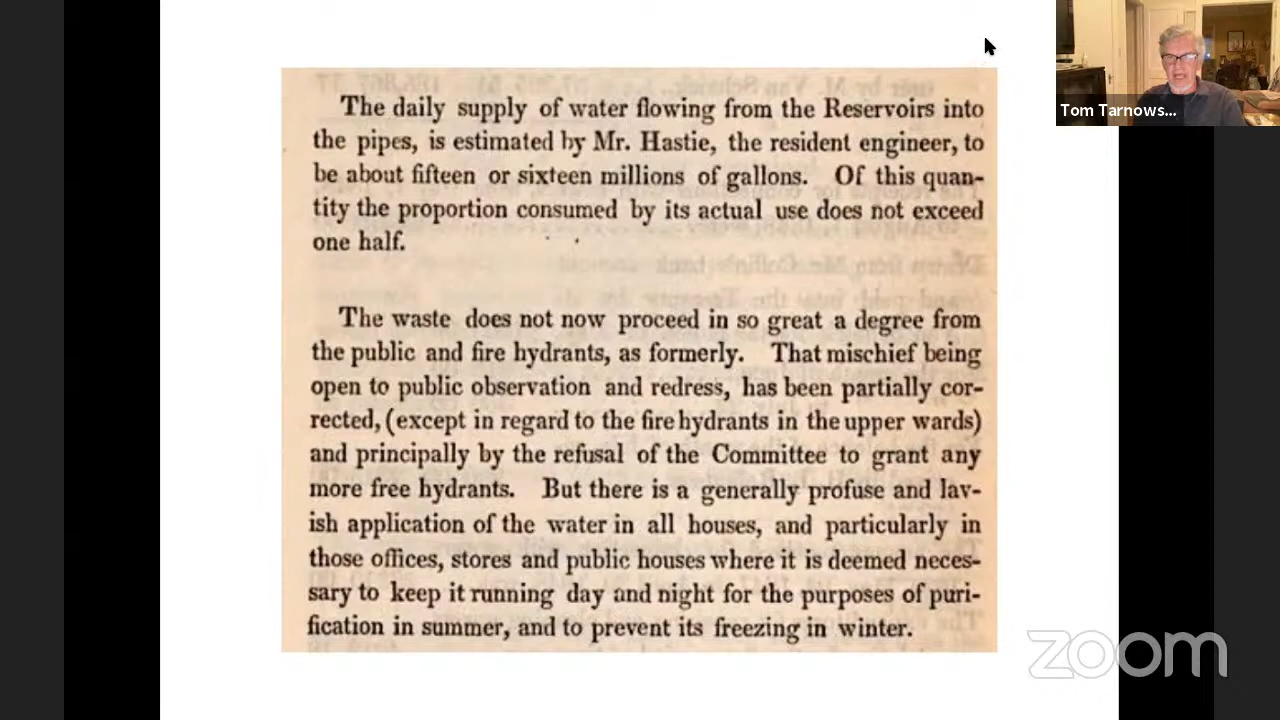 The daily supply of water flowing from the Reservoirs into
the pipes, is estimated by Mr. Hastie, the resident engineer, to
be about fifteen or sixteen millions of gallons. Of this quan-
tity the proportion consumed by its actual use does not exceed
one half.
The waste does not now proceed in so great a degree from
the public and fire hydrants, as formerly. That mischief being
open to public observation and redress, has been partially cor-
rected, (except in regard to the fire hydrants in the upper wards)
and principally by the refusal of the Committee to grant any
more free hydrants. But there is a generally profuse and lav-
ish application of the water in all houses, and particularly in
those offices, stores and public houses where it is deemed neces-
sary to keep it running day and night for the purposes of puri-
fication in summer, and to prevent its freezing in winter.
Tom Tarnows...
zoom